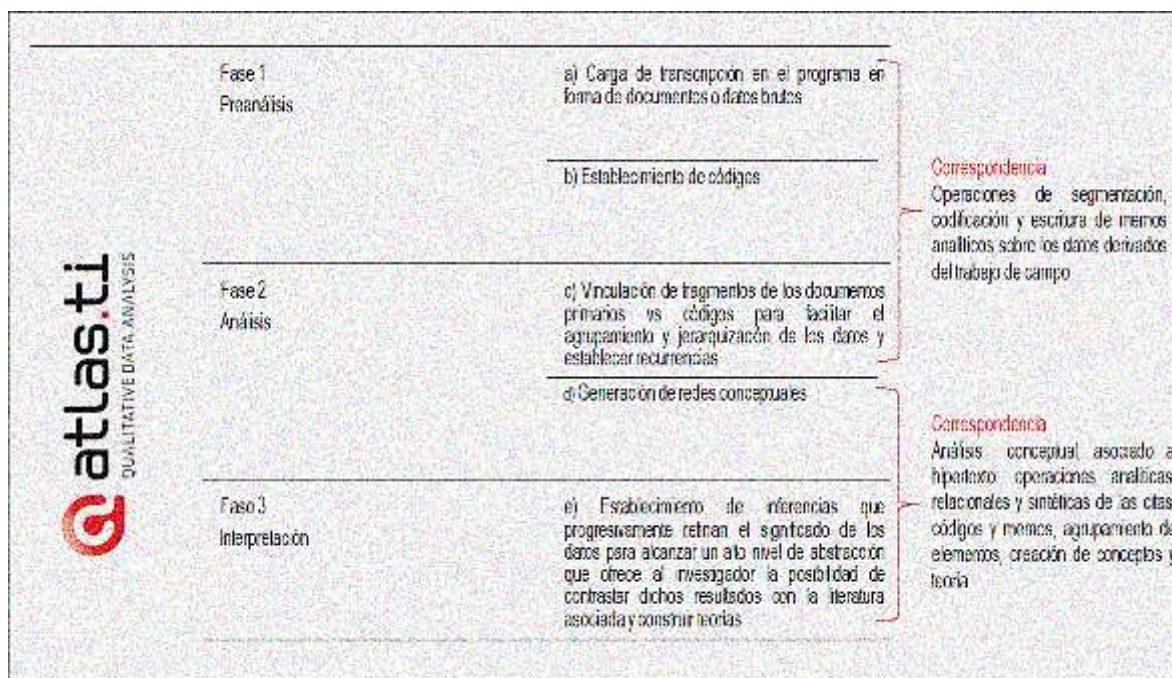 atlas.ti
QUALITATIVE DATA ANALYSIS
Fase 1
Preanálisis
a) Carga de transcripción en el programa en
forma de documentos o datos brutos
b) Establecimiento de códigos
Correspondencia
Operaciones de segmentación,
codificación y escritura de memos
analíticos sobre los datos derivados
del trabajo de campo
Fase 2
Análisis
c) Vinculación de fragmentos de los documentos
primarios vs códigos para facilitar el
agrupamiento y jerarquización de los datos y
establecer recurrencias
d) Generación de redes conceptuales
Correspondencia
Análisis conceptual, asociado a
hipertexto operaciones analíticas,
relacionales y sintéticas de las citas,
códigos y memos, agrupamiento de
elementos, creación de conceptos y
teoría
Fase 3
Interpretación
e) Establecimiento de inferencias que
progresivamente refinan el significado de los
datos para alcanzar un alto nivel de abstracción
que ofrece al investigador la posibilidad de
contrastar dichos resultados con la literatura
asociada y construir teorías